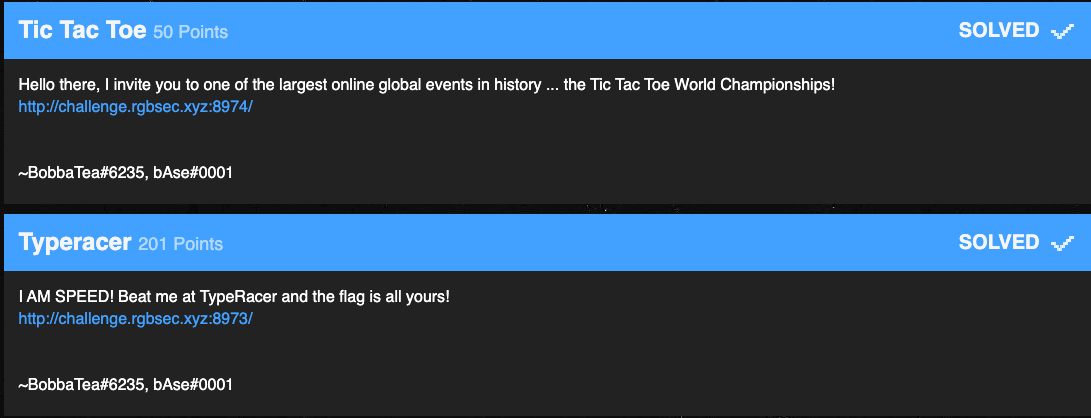 Tic Tac Toe 50 Points SOLVED
Hello there, I invite you to one of the largest online global events in history ... the Tic Tac Toe World Championships!
http://challenge.rgbsec.xyz:8974/
~BobbaTea#6235, bAse#0001
Typeracer 201 Points SOLVED
I AM SPEED! Beat me at TypeRacer and the flag is all yours!
http://challenge.rgbsec.xyz:8973/
~BobbaTea#6235, bAse#0001